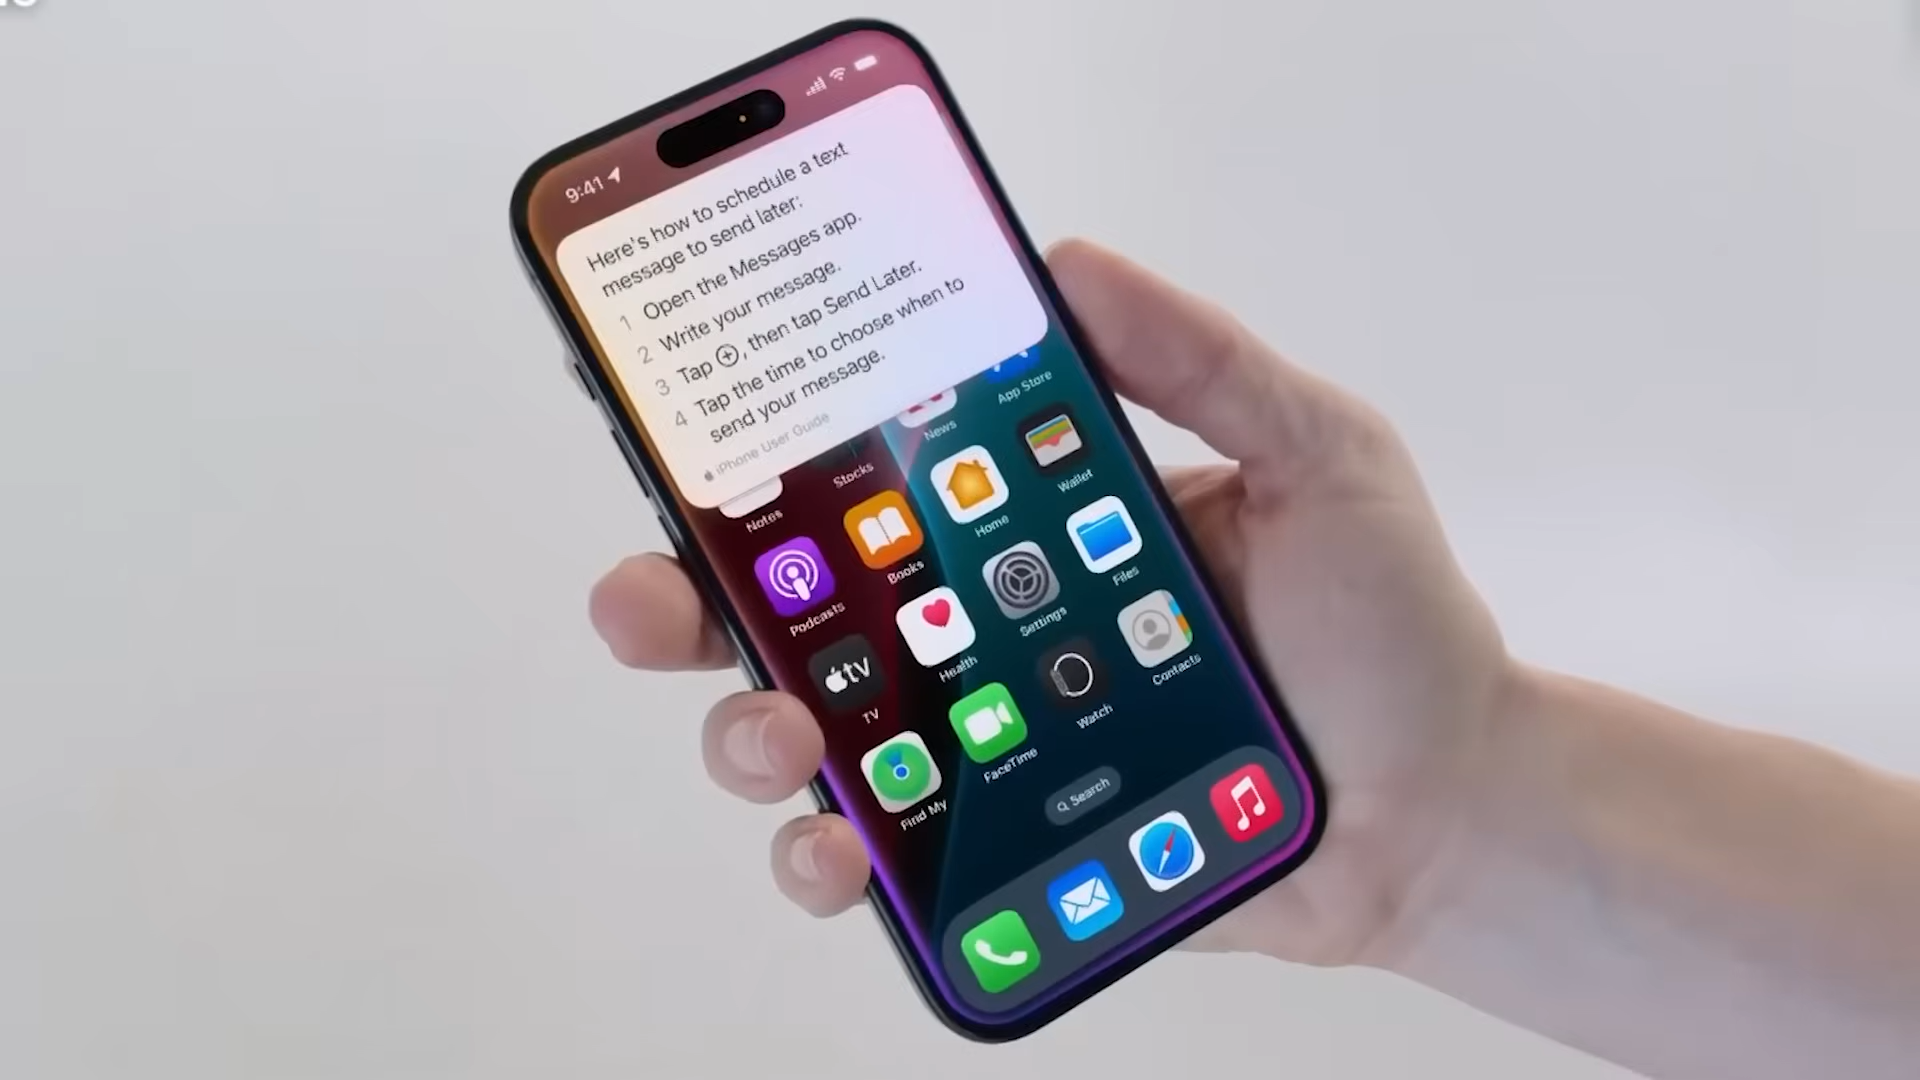 9:41
Here's how to schedule a text
message to send later:
1 Open the Messages app.
2 Write your message.
3 Tap ⊕, then tap Send Later.
4 Tap the time to choose when to
send your message.
iPhone User Guide
Notes
Stocks
News
App Store
Podcasts
Books
Home
Wallet
tv
TV
Health
Settings
Files
Find My
FaceTime
Watch
Contacts
Search